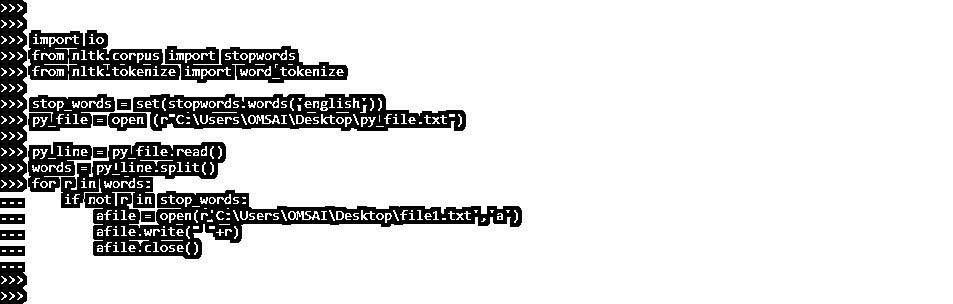 >>>
>>>
>>> import io
>>> from nltk.corpus import stopwords
>>> from nltk.tokenize import word_tokenize
>>>
>>> stop_words = set(stopwords.words('english'))
>>> py_file = open (r"C:\Users\OMSAI\Desktop\py_file.txt")
>>>
>>> py_line = py_file.read()
>>> words = py_line.split()
>>> for r in words:
---     if not r in stop_words:
---         afile = open(r'C:\Users\OMSAI\Desktop\file1.txt','a')
---         afile.write(" "+r)
---         afile.close()
---
>>>
>>>